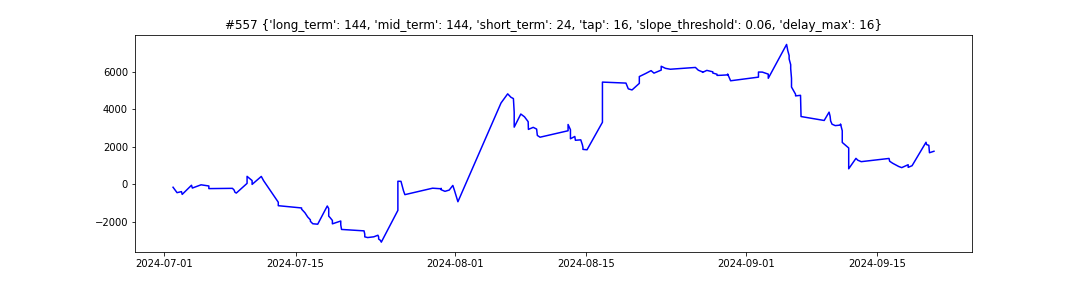 #557 {'long_term': 144, 'mid_term': 144, 'short_term': 24, 'tap': 16, 'slope_threshold': 0.06, 'delay_max': 16}
6000
4000
2000
0
−2000
2024-07-01 2024-07-15 2024-08-01 2024-08-15 2024-09-01 2024-09-15